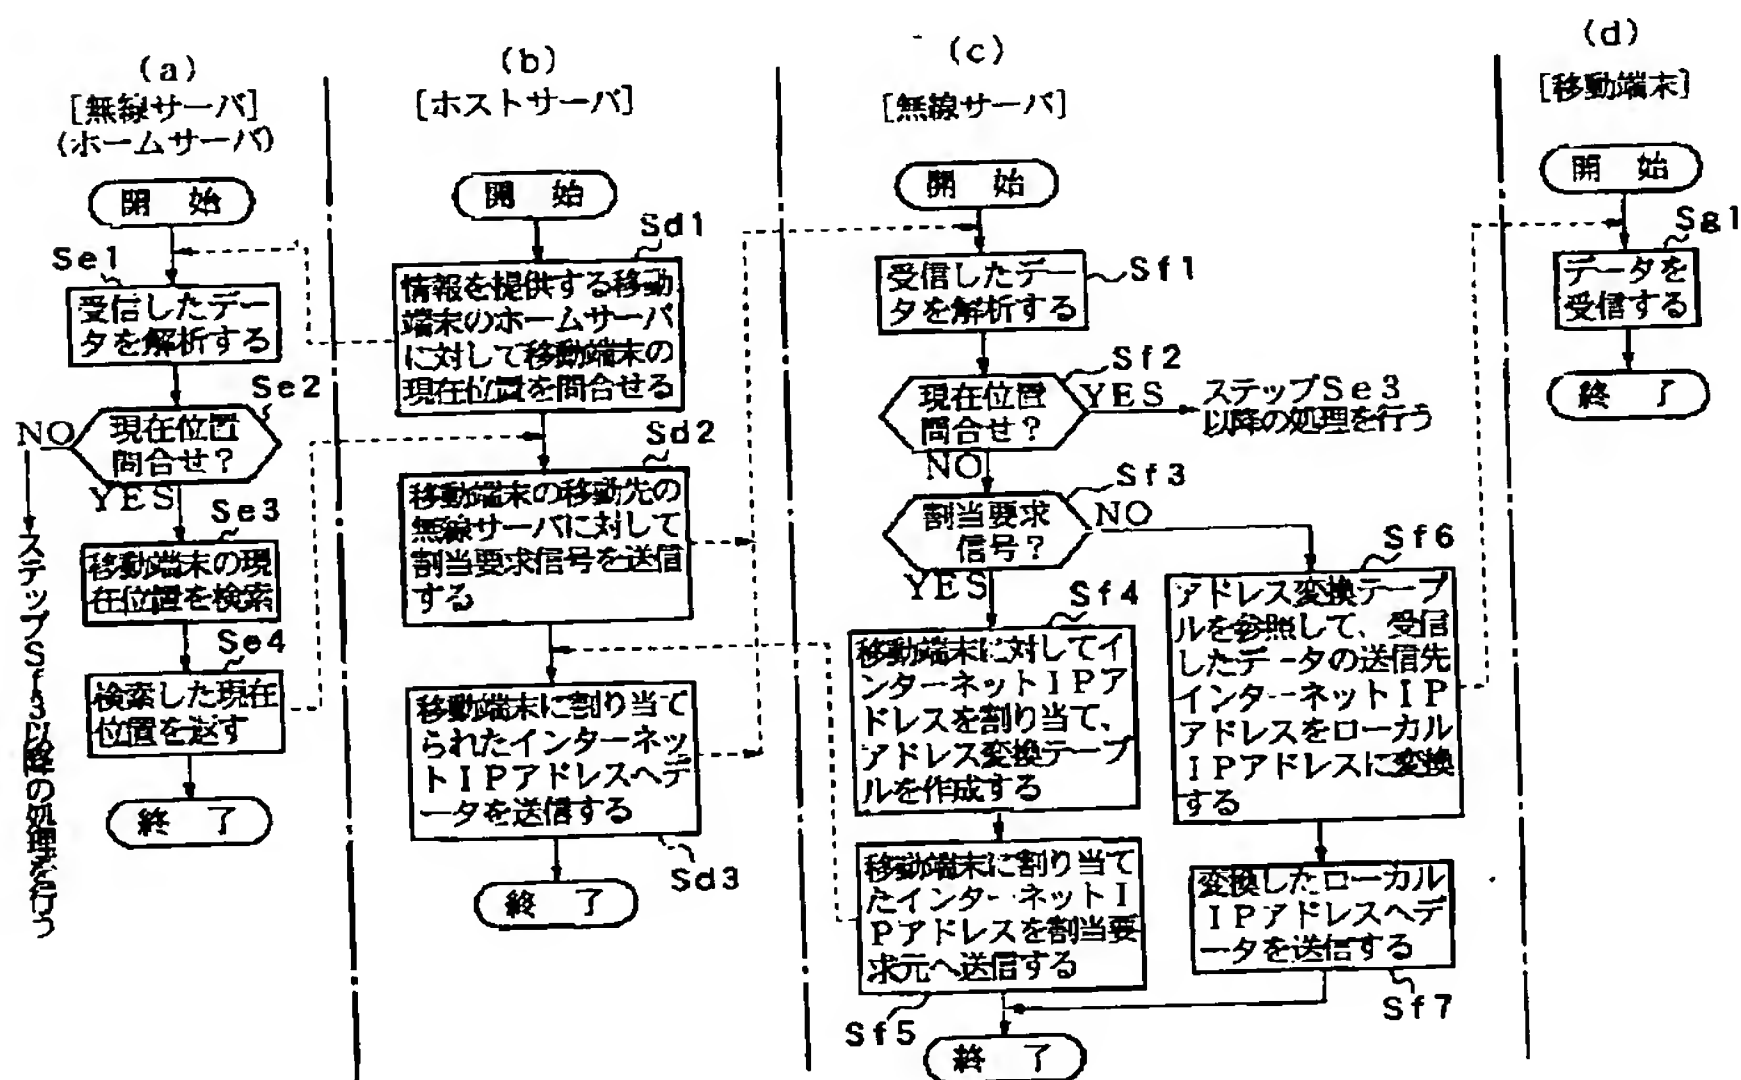 (a)
[無線サーバ]
(ホームサーバ)
開 始
Se1
受信したデー
タを解析する
Se2
現在位置
問合せ？
NO
YES
ステップSf3以降の処理を行う
Se3
移動端末の現
在位置を検索
Se4
検索した現在
位置を返す
終 了
(b)
[ホストサーバ]
開 始
Sd1
情報を提供する移動
端末のホームサーバ
に対して移動端末の
現在位置を問合せる
Sd2
移動端末の移動先の
無線サーバに対して
割当要求信号を送信
する
移動端末に割り当て
られたインターネッ
トIPアドレスへデ
ータを送信する
Sd3
終 了
(c)
[無線サーバ]
開 始
受信したデー
タを解析する
Sf1
Sf2
現在位置
問合せ？
YES
ステップSe3
以降の処理を行う
NO
Sf3
割当要求
信号？
NO
YES
Sf4
移動端末に対してイ
ンターネットIPア
ドレスを割り当て、
アドレス変換テーブ
ルを作成する
移動端末に割り当て
たインターネットI
Pアドレスを割当要
求元へ送信する
Sf5
Sf6
アドレス変換テーブ
ルを参照して、受信
したデータの送信先
インターネットIP
アドレスをローカル
IPアドレスに変換
する
変換したローカル
IPアドレスへデ
ータを送信する
Sf7
終 了
(d)
[移動端末]
開 始
Sg1
データを
受信する
終 了